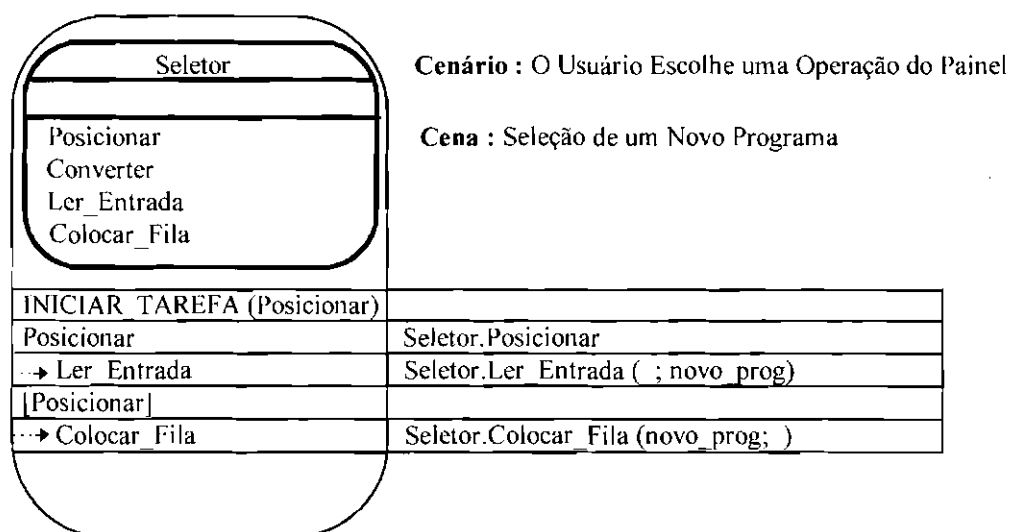 Seletor
Cenário : O Usuário Escolhe uma Operação do Painel
Posicionar
Cena : Seleção de um Novo Programa
Converter
Ler_Entrada
Colocar_Fila
INICIAR_TAREFA (Posicionar)
Posicionar Seletor.Posicionar
Ler_Entrada Seletor.Ler_Entrada ( ; novo_prog)
[Posicionar]
Colocar_Fila Seletor.Colocar_Fila (novo_prog; )